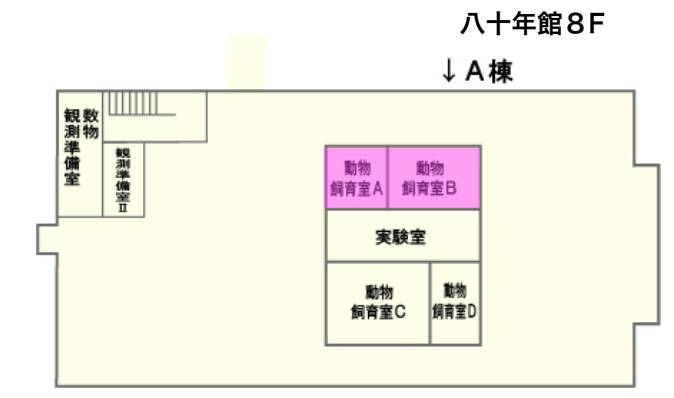 八十年館８F
↓Ａ棟
数物
観測準備室
観測準備室Ⅱ
動物
飼育室A
動物
飼育室B
実験室
動物
飼育室C
動物
飼育室D